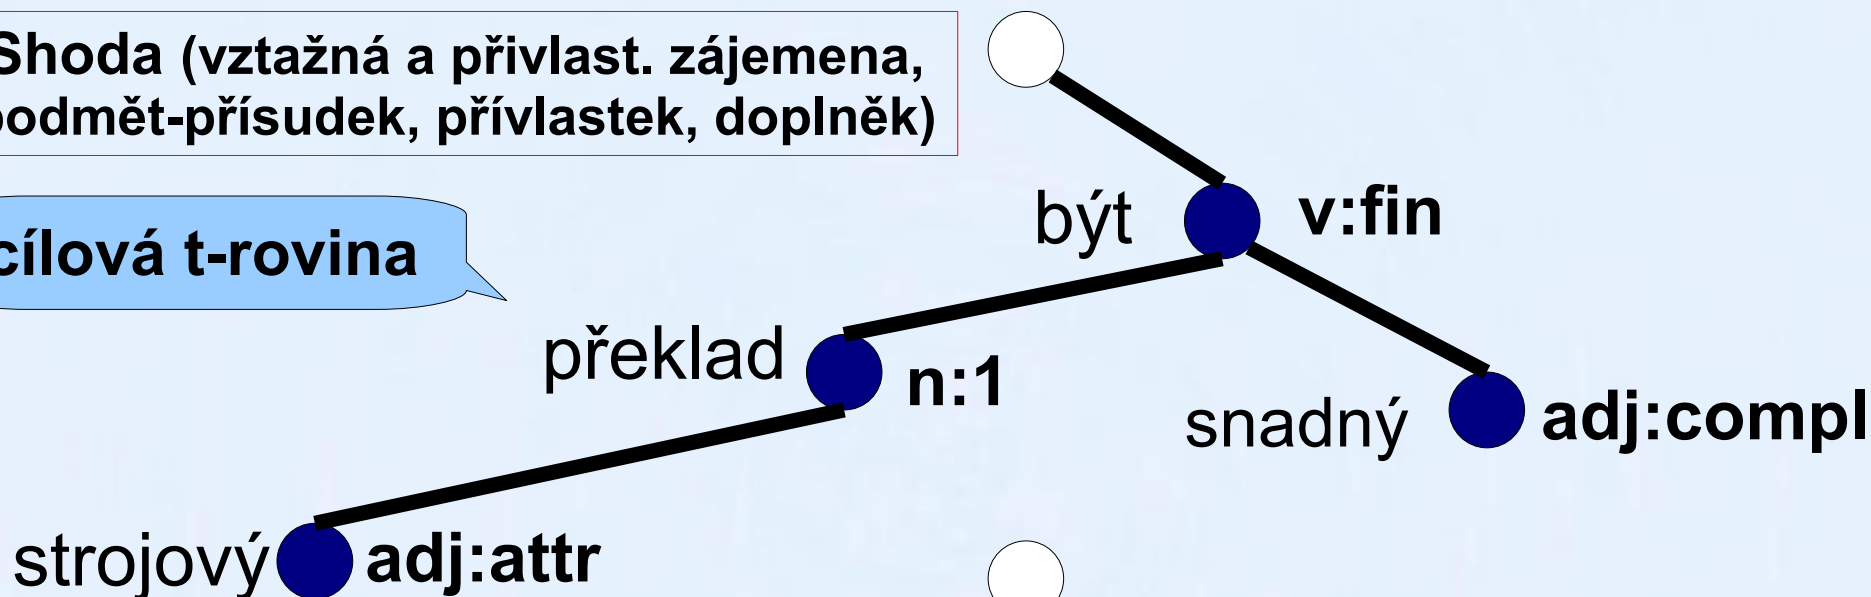 Shoda (vztažná a přivlast. zájemena,
podmět-přísudek, přívlastek, doplněk)
být v:fin
cílová t-rovina
překlad n:1
snadný adj:compl
strojový adj:attr